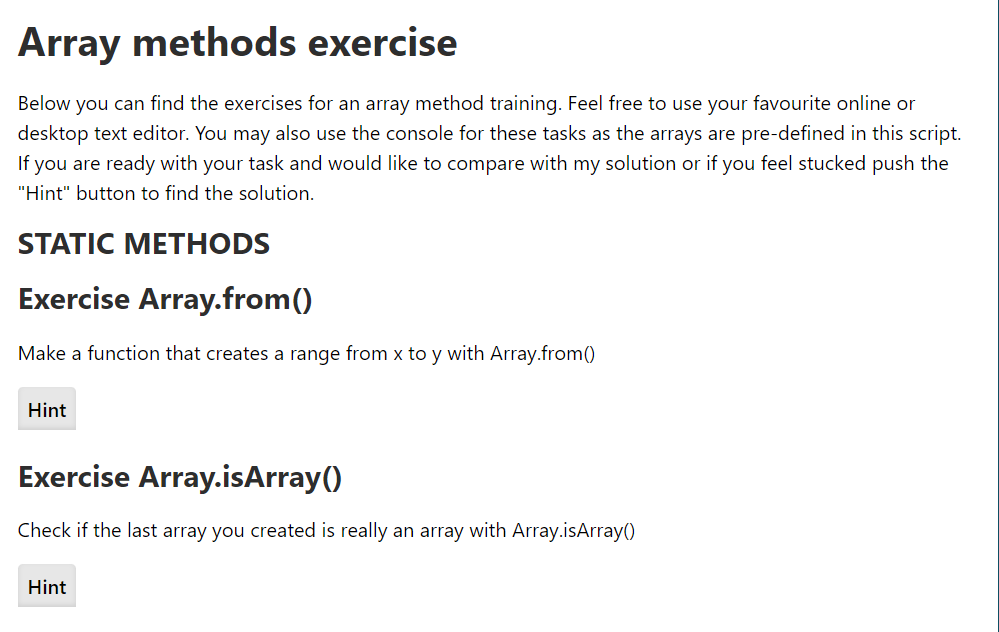 Array methods exercise
Below you can find the exercises for an array method training. Feel free to use your favourite online or
desktop text editor. You may also use the console for these tasks as the arrays are pre-defined in this script.
If you are ready with your task and would like to compare with my solution or if you feel stucked push the
"Hint" button to find the solution.
STATIC METHODS
Exercise Array.from()
Make a function that creates a range from x to y with Array.from()
Hint
Exercise Array.isArray()
Check if the last array you created is really an array with Array.isArray()
Hint